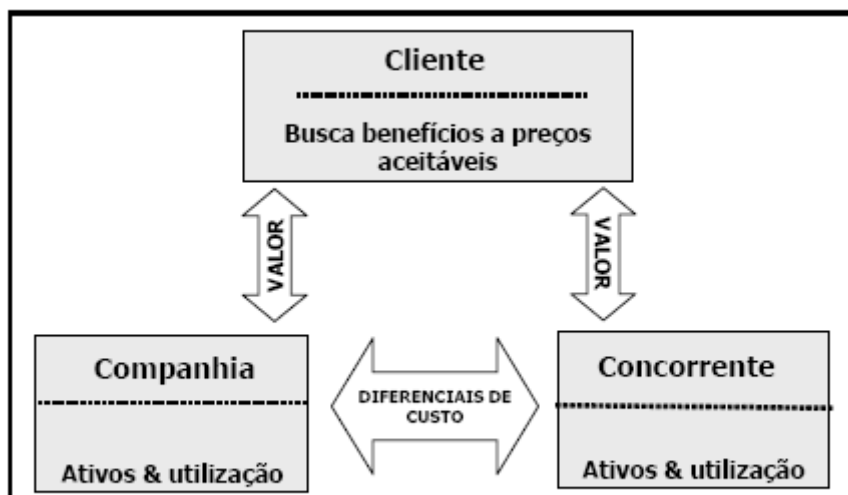 Cliente
Busca benefícios a preços
aceitáveis
VALOR
VALOR
Companhia
Ativos & utilização
DIFERENCIAIS DE
CUSTO
Concorrente
Ativos & utilização